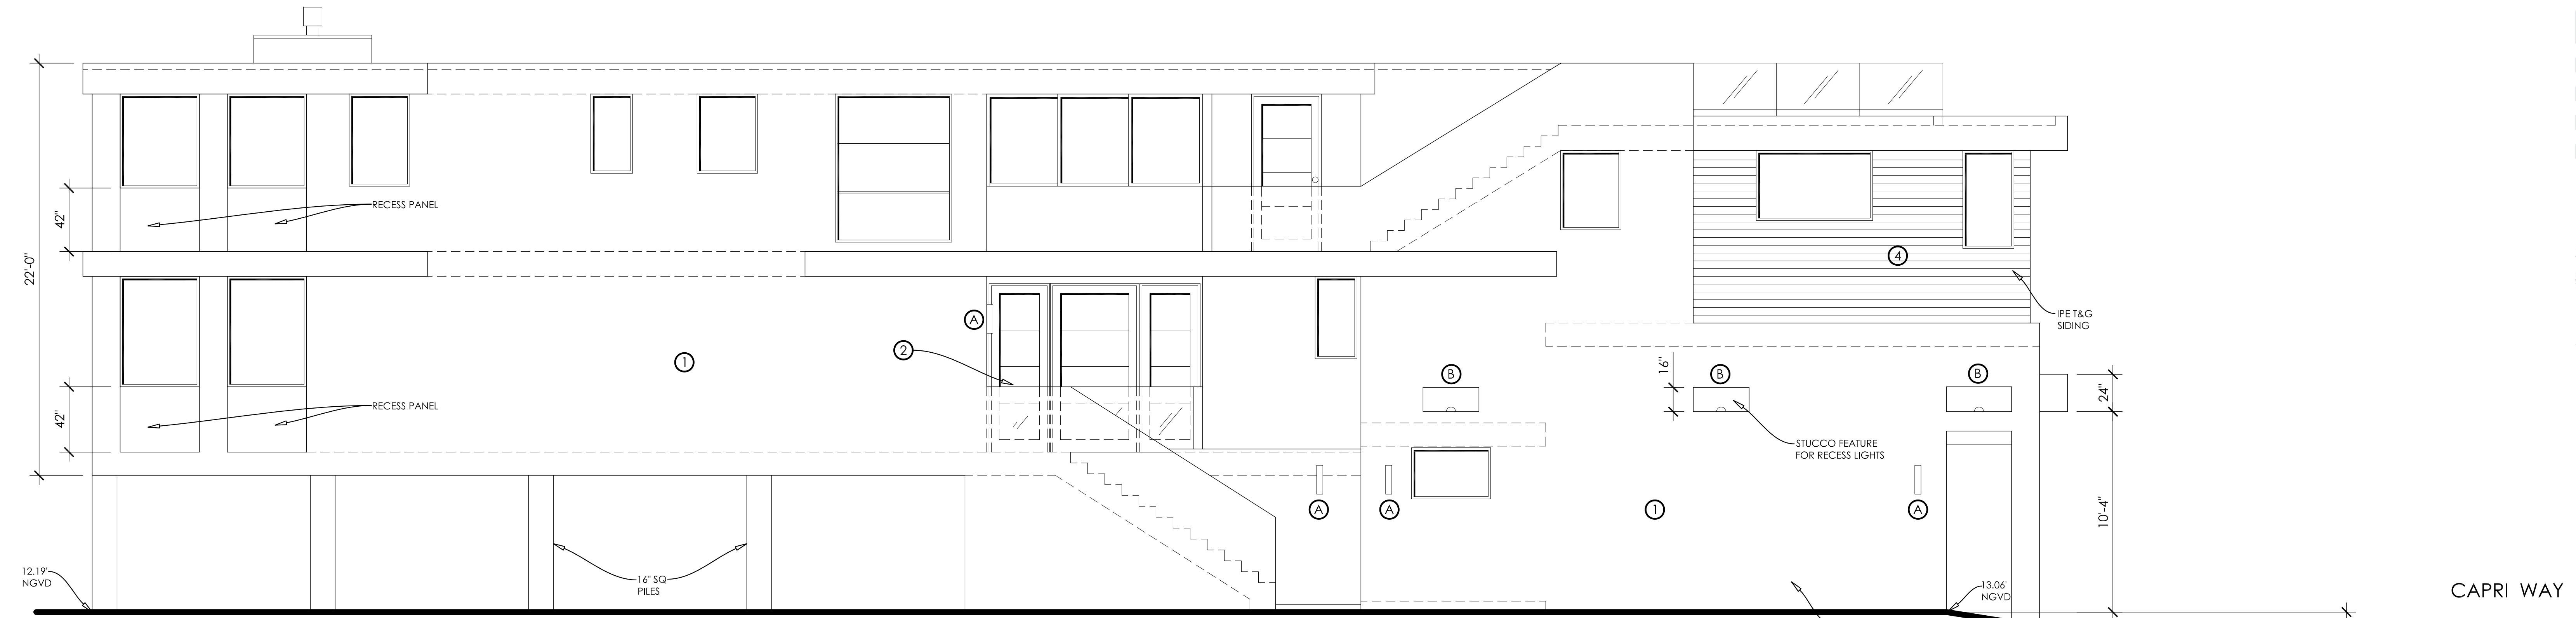 RECESS PANEL
42"
22'-0"
4
IPE T&G
SIDING
A
2
1
B
16"
B
B
24"
RECESS PANEL
42"
STUCCO FEATURE
FOR RECESS LIGHTS
A
A
1
A
10'-4"
12.19'
NGVD
16" SQ
PILES
13.06'
NGVD
CAPRI WAY